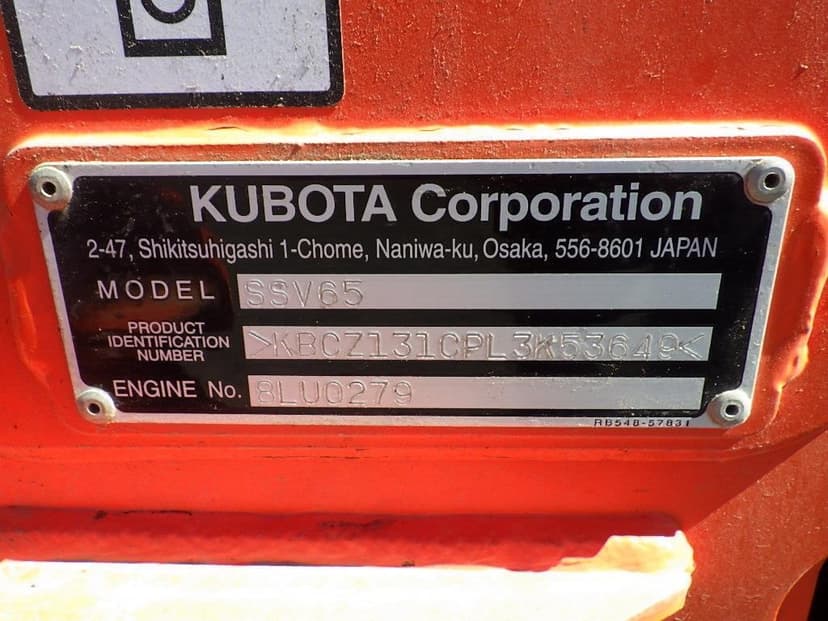 KUBOTA Corporation
2-47, Shikitsuhigashi 1-Chome, Naniwa-ku, Osaka, 556-8601 JAPAN
MODEL SSV65
PRODUCT
IDENTIFICATION
NUMBER
>KBCZ131CPL3K53649<
ENGINE No. 8LU0279
RB548-57831